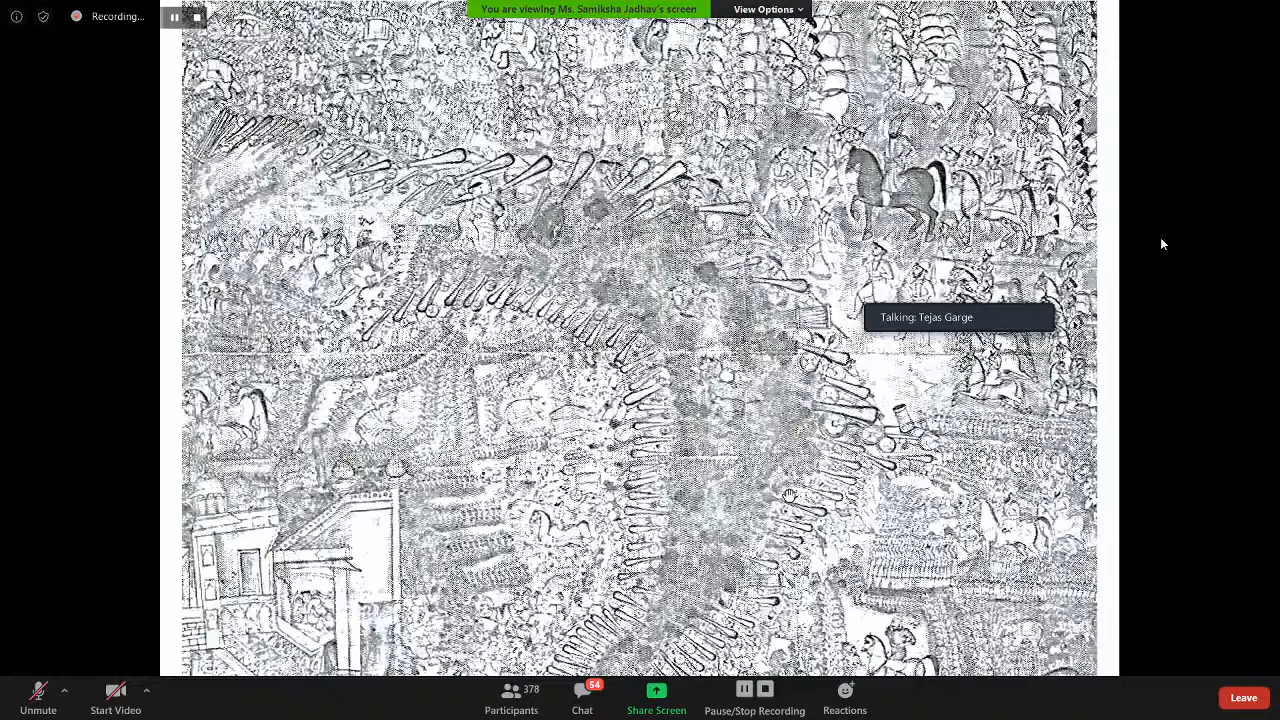 Recording...
You are viewing Ms. Samiksha Jadhav's screen
View Options
Talking: Tejas Garge
Unmute
Start Video
Participants
378
Chat
54
Share Screen
Pause/Stop Recording
Reactions
Leave